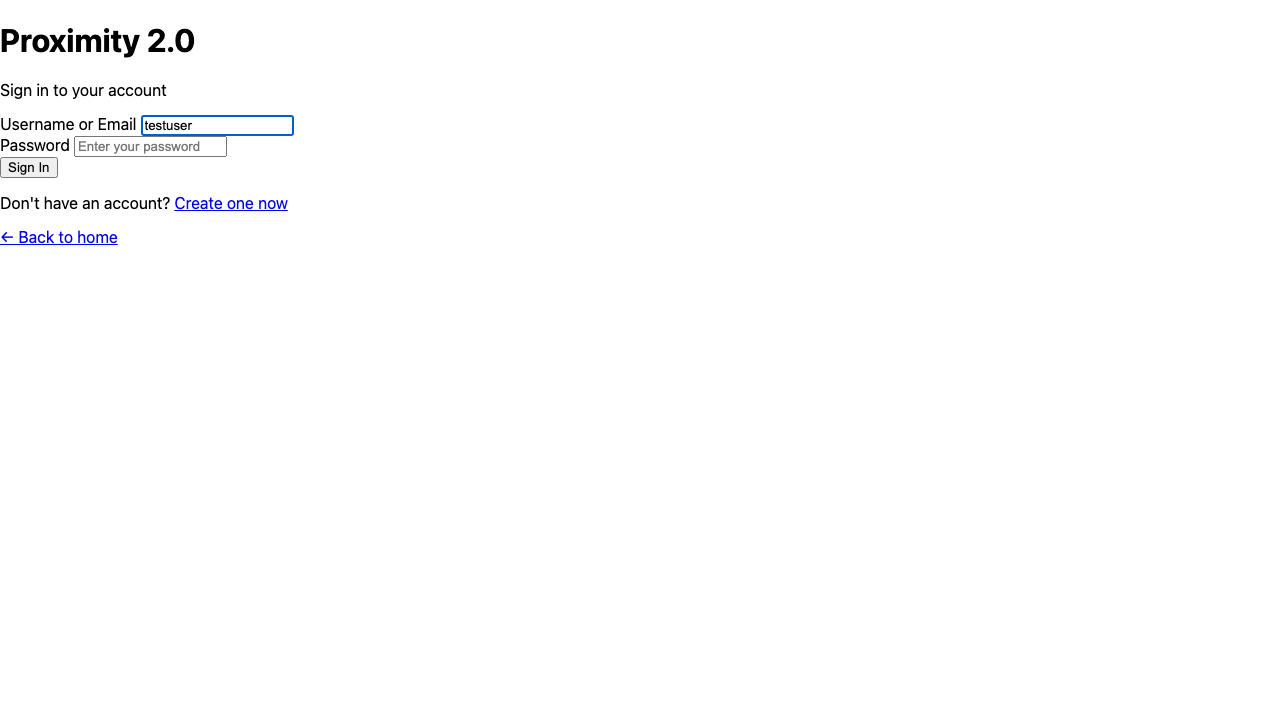 Proximity 2.0
Sign in to your account
Username or Email testuser
Password Enter your password
Sign In
Don't have an account? Create one now
← Back to home